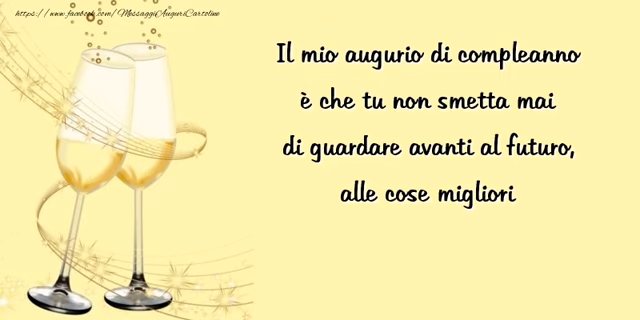 https://www.facebook.com/MessaggiAuguriCartoline
Il mio augurio di compleanno
è che tu non smetta mai
di guardare avanti al futuro,
alle cose migliori